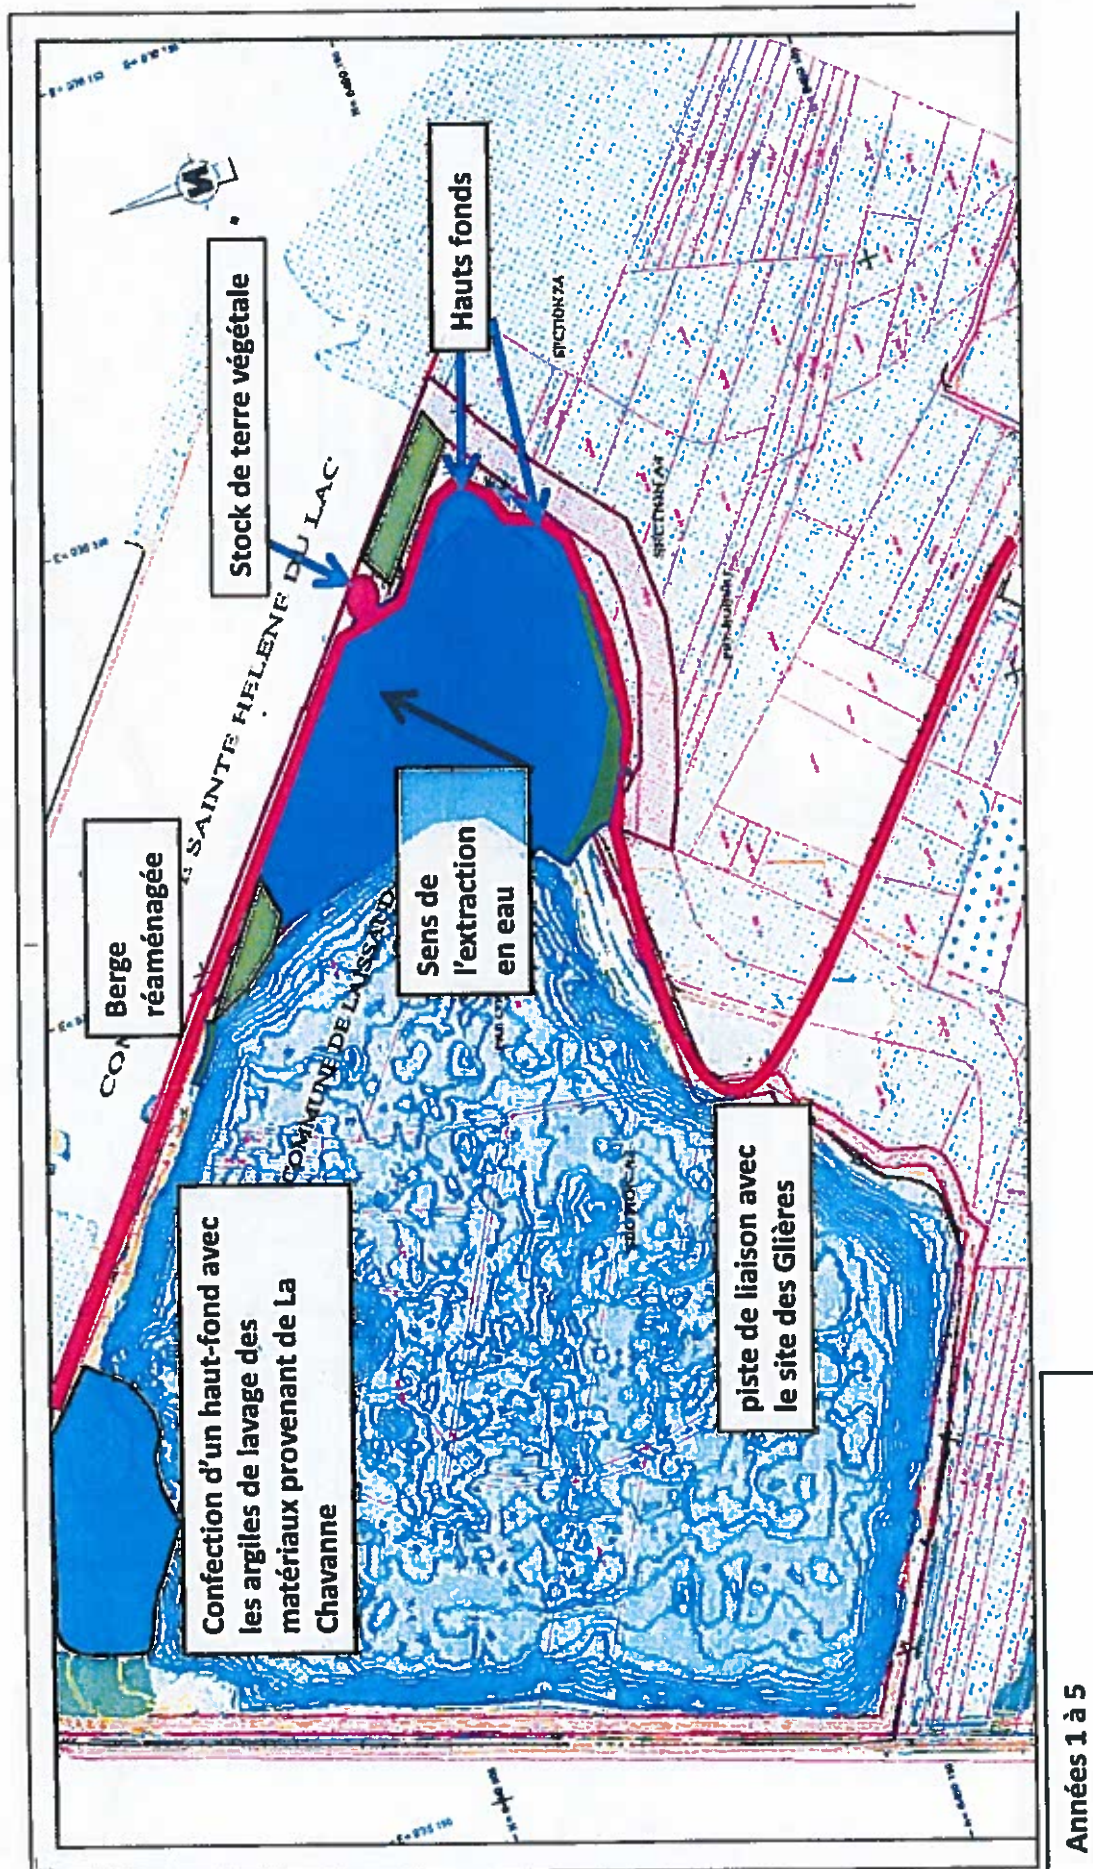 Stock de terre végétale
Hauts fonds
Berge
réaménagée
SAINTE HELENE DU LAC
COMMUNE DE LAISSAUD
Sens de
l'extraction
en eau
Confection d'un haut-fond avec
les argiles de lavage des
matériaux provenant de La
Chavanne
piste de liaison avec
le site des Glières
SECTION ZA
N
Années 1 à 5